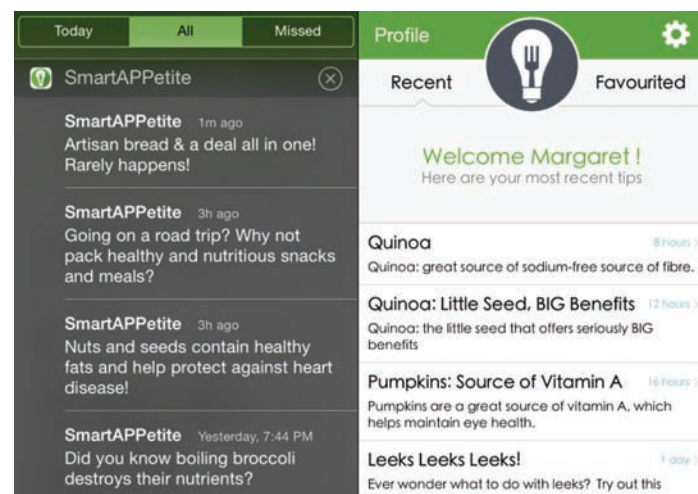 Today All Missed
SmartAPPetite
SmartAPPetite 1m ago
Artisan bread & a deal all in one!
Rarely happens!
SmartAPPetite 3h ago
Going on a road trip? Why not
pack healthy and nutritious snacks
and meals?
SmartAPPetite 3h ago
Nuts and seeds contain healthy
fats and help protect against heart
disease!
SmartAPPetite Yesterday, 7:44 PM
Did you know boiling broccoli
destroys their nutrients?
Profile
Recent Favourited
Welcome Margaret !
Here are your most recent tips
Quinoa 8 hours
Quinoa: great source of sodium-free source of fibre.
Quinoa: Little Seed, BIG Benefits 12 hours
Quinoa: the little seed that offers seriously BIG
benefits
Pumpkins: Source of Vitamin A 16 hours
Pumpkins are a great source of vitamin A, which
helps maintain eye health.
Leeks Leeks Leeks! 1 day
Ever wonder what to do with leeks? Try out this